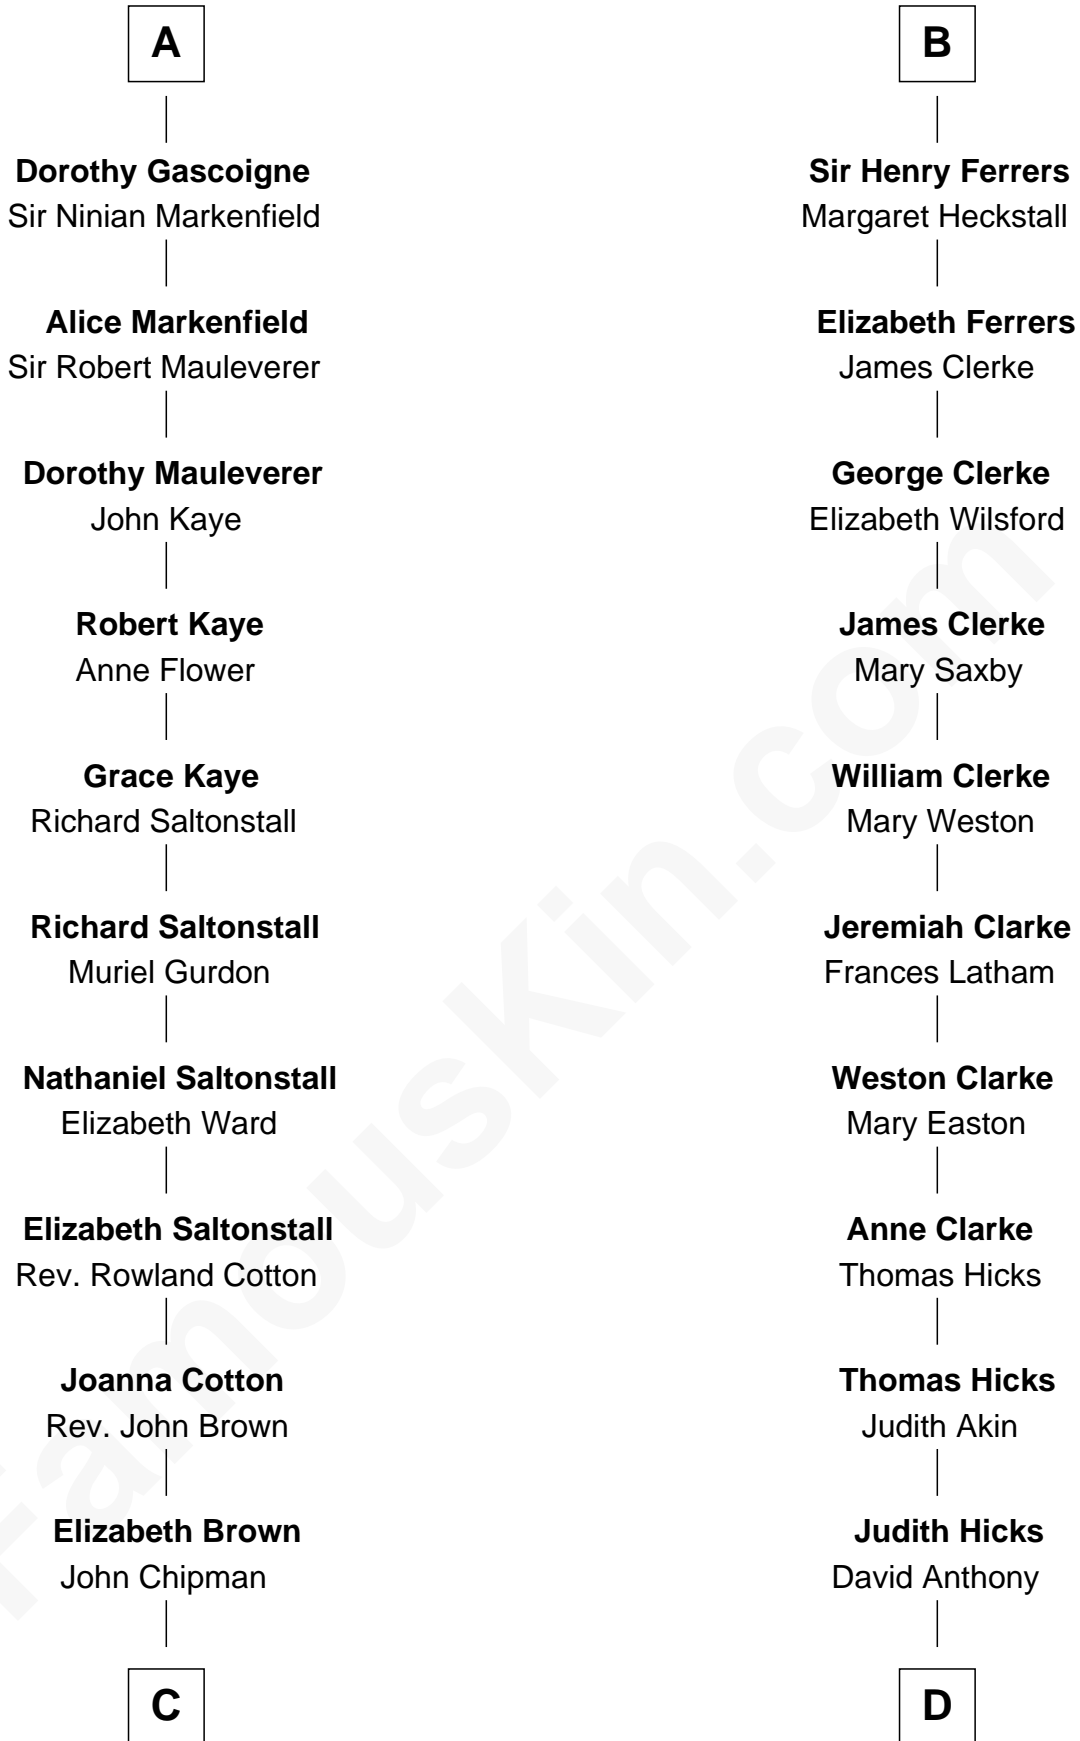 A
Dorothy Gascoigne
Sir Ninian Markenfield
Alice Markenfield
Sir Robert Mauleverer
Dorothy Mauleverer
John Kaye
Robert Kaye
Anne Flower
Grace Kaye
Richard Saltonstall
Richard Saltonstall
Muriel Gurdon
Nathaniel Saltonstall
Elizabeth Ward
Elizabeth Saltonstall
Rev. Rowland Cotton
Joanna Cotton
Rev. John Brown
Elizabeth Brown
John Chipman
C
B
Sir Henry Ferrers
Margaret Heckstall
Elizabeth Ferrers
James Clerke
George Clerke
Elizabeth Wilsford
James Clerke
Mary Saxby
William Clerke
Mary Weston
Jeremiah Clarke
Frances Latham
Weston Clarke
Mary Easton
Anne Clarke
Thomas Hicks
Thomas Hicks
Judith Akin
Judith Hicks
David Anthony
D
FamousKin.com